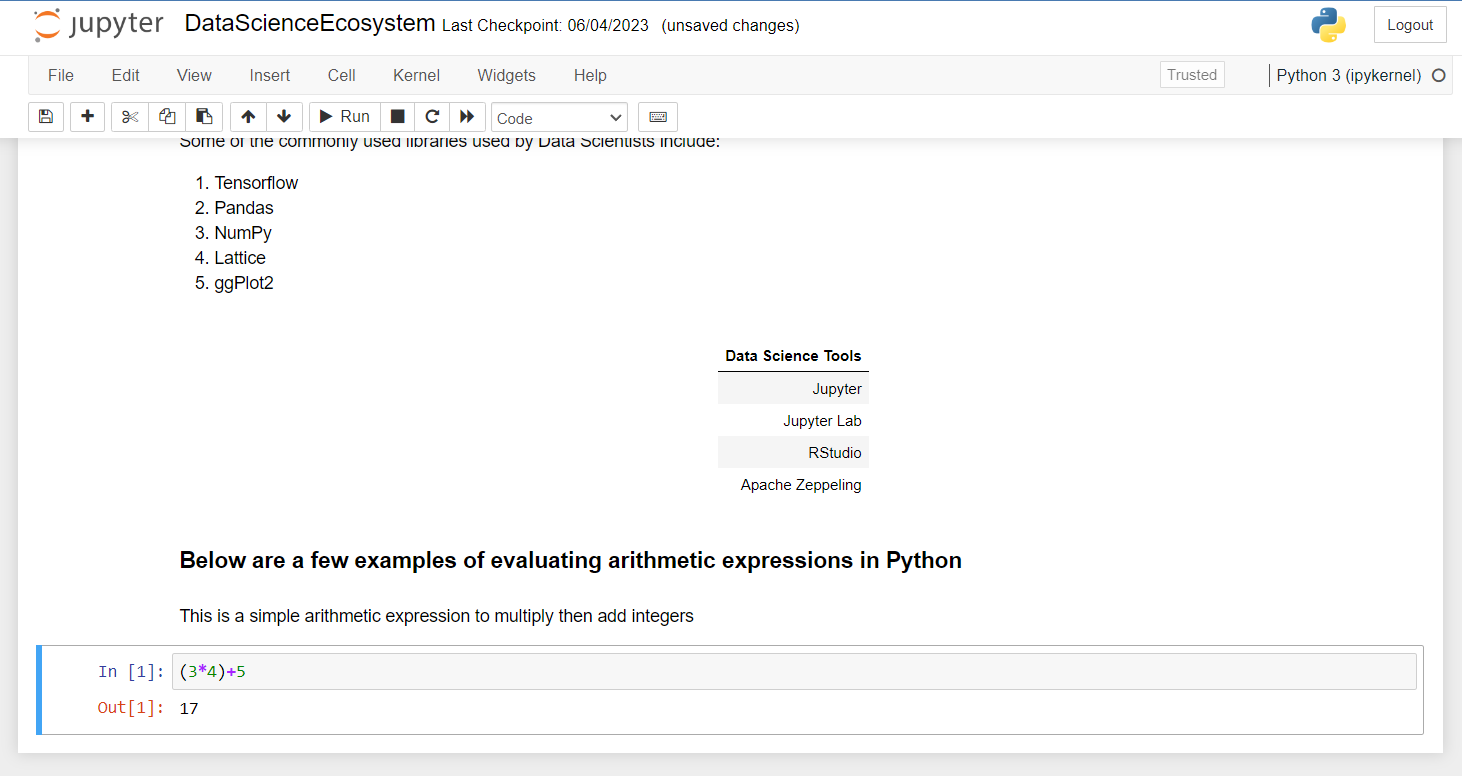 jupyter DataScienceEcosystem Last Checkpoint: 06/04/2023 (unsaved changes) Logout
File Edit View Insert Cell Kernel Widgets Help Trusted Python 3 (ipykernel)
Run Code
Some of the commonly used libraries used by Data Scientists include:
1. Tensorflow
2. Pandas
3. NumPy
4. Lattice
5. ggPlot2
Data Science Tools
Jupyter
Jupyter Lab
RStudio
Apache Zeppeling
Below are a few examples of evaluating arithmetic expressions in Python
This is a simple arithmetic expression to multiply then add integers
In [1]: (3*4)+5
Out[1]: 17